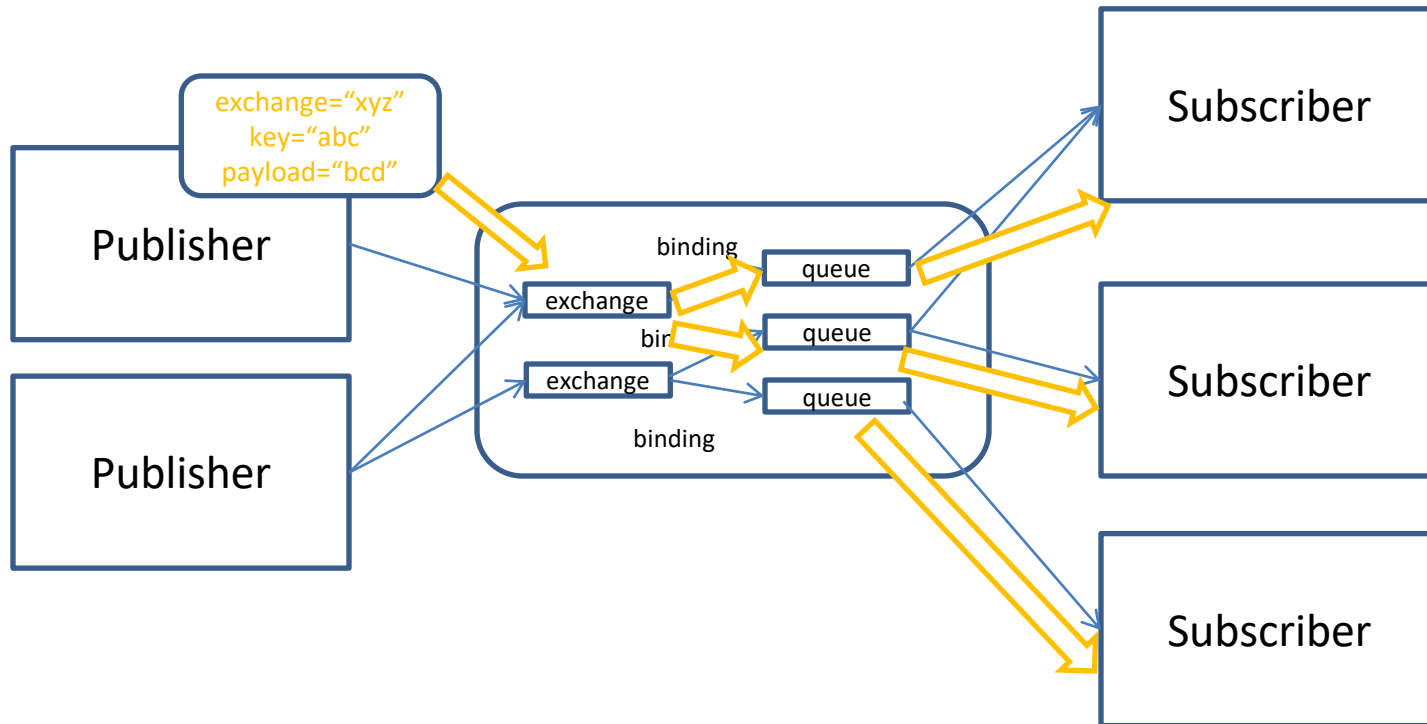 exchange=“xyz”
key=“abc”
payload=“bcd”
Publisher
Publisher
binding
exchange
exchange
binding
queue
queue
queue
Subscriber
Subscriber
Subscriber